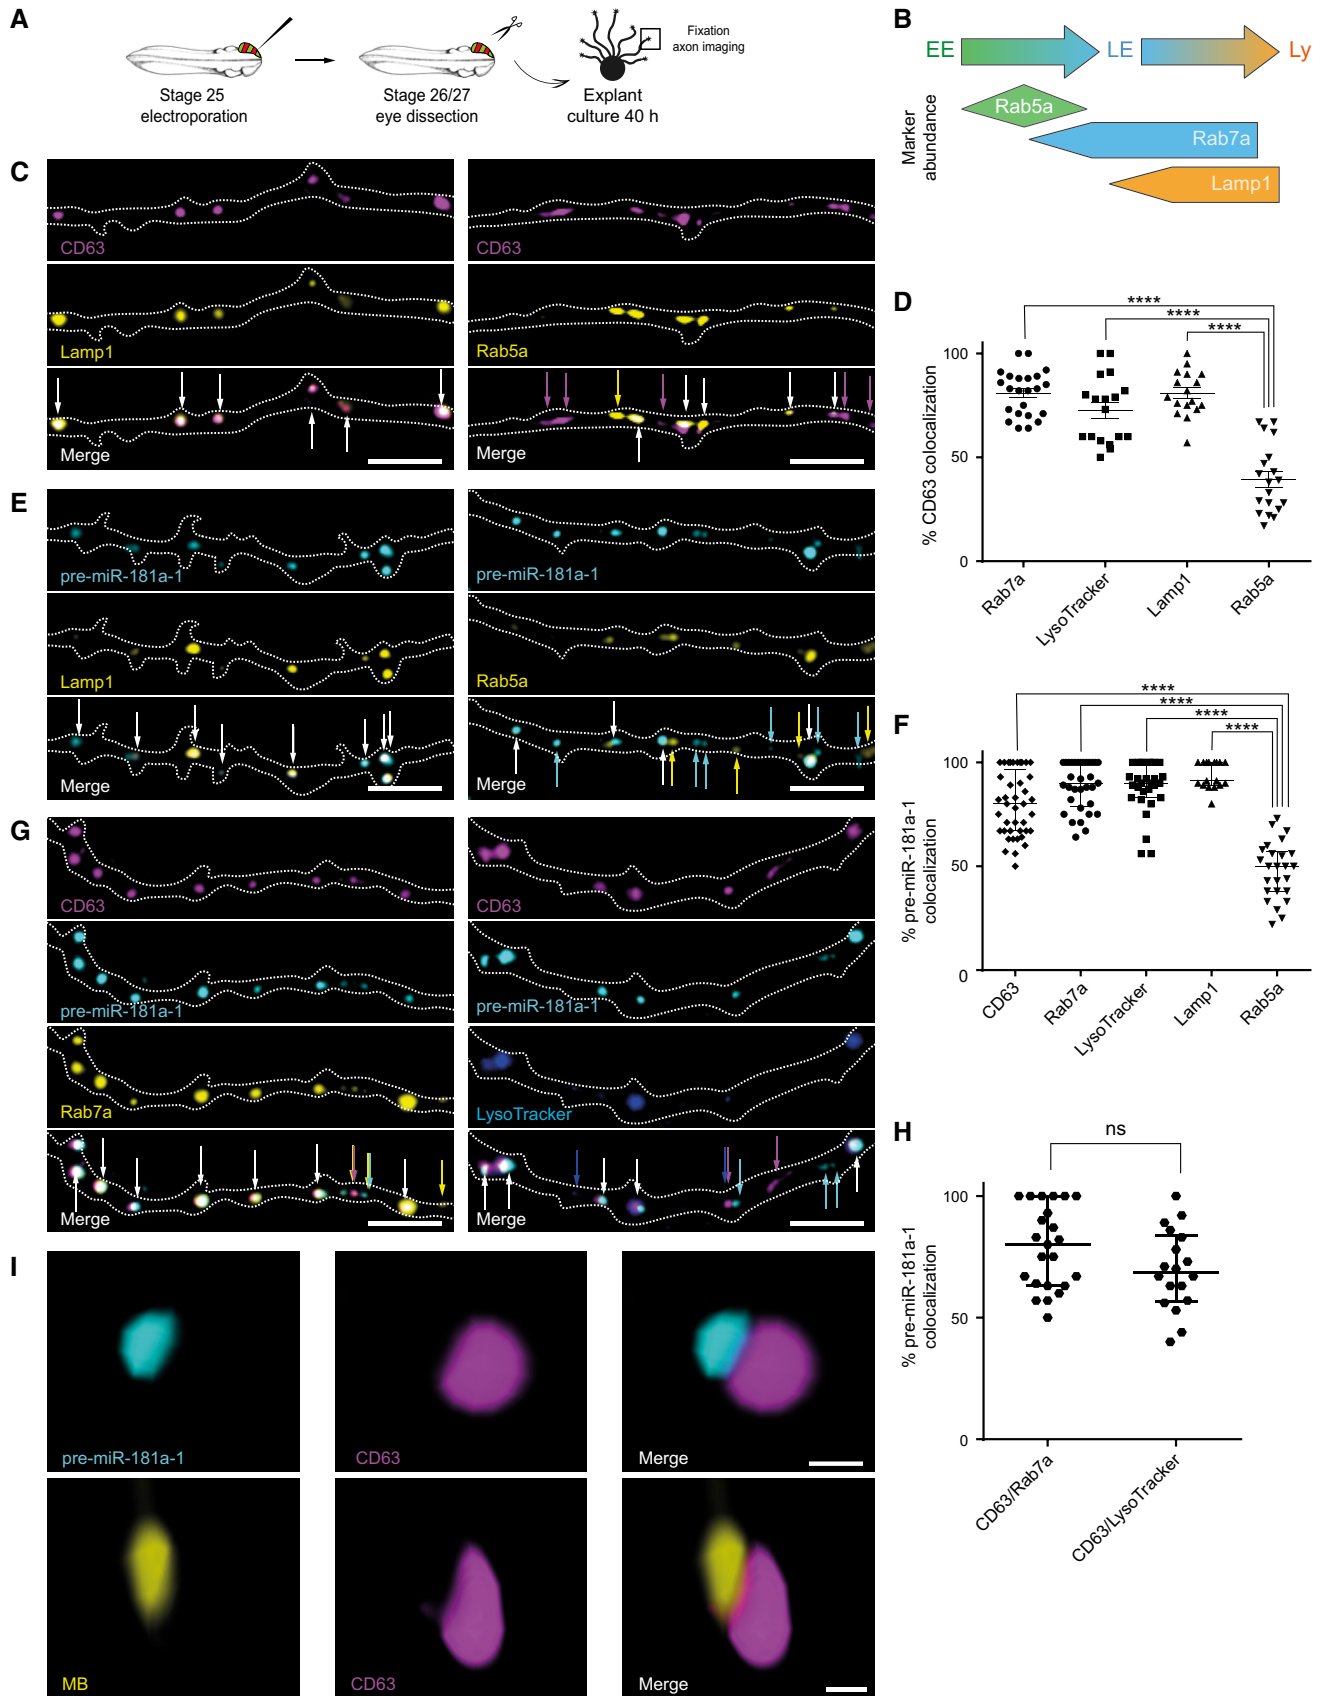 A
Stage 25
electroporation
Stage 26/27
eye dissection
Explant
culture 40 h
Fixation
axon imaging
B
EE
LE
Ly
Marker
abundance
Rab5a
Rab7a
Lamp1
C
CD63
Lamp1
Merge
CD63
Rab5a
Merge
D
****
****
****
% CD63 colocalization
100
50
0
Rab7a
LysoTracker
Lamp1
Rab5a
E
pre-miR-181a-1
Lamp1
Merge
pre-miR-181a-1
Rab5a
Merge
F
****
****
****
****
% pre-miR-181a-1
colocalization
100
50
0
CD63
Rab7a
LysoTracker
Lamp1
Rab5a
G
CD63
pre-miR-181a-1
Rab7a
Merge
CD63
pre-miR-181a-1
LysoTracker
Merge
H
ns
% pre-miR-181a-1
colocalization
100
50
0
CD63/Rab7a
CD63/LysoTracker
I
pre-miR-181a-1
CD63
Merge
MB
CD63
Merge